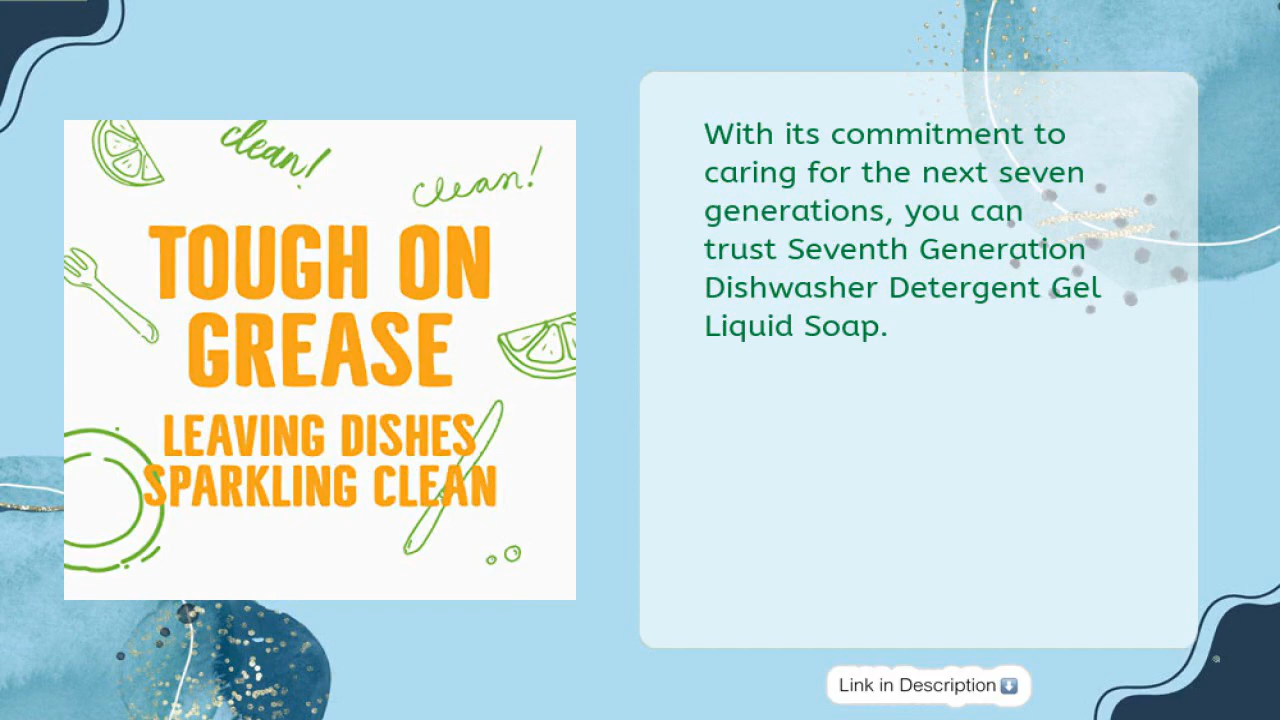 clean!
clean!
TOUGH ON
GREASE
LEAVING DISHES
SPARKLING CLEAN
With its commitment to
caring for the next seven
generations, you can
trust Seventh Generation
Dishwasher Detergent Gel
Liquid Soap.
Link in Description⬇️